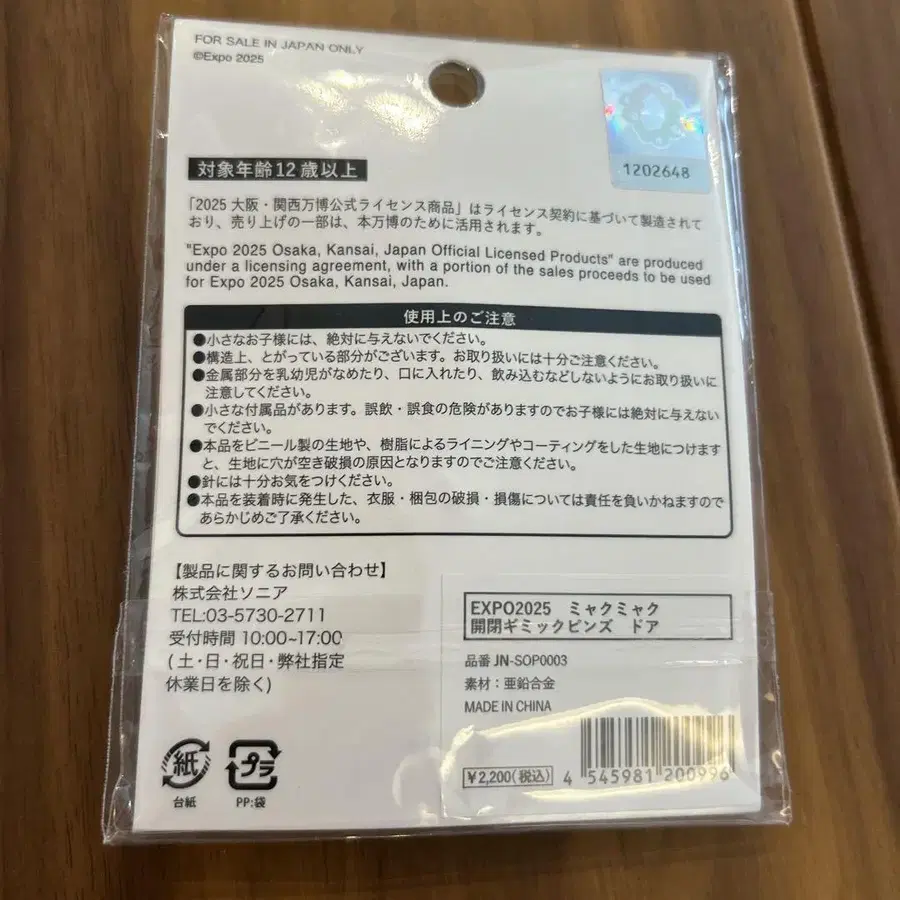 FOR SALE IN JAPAN ONLY
©Expo 2025
1202648
対象年齢12歳以上
「2025 大阪・関西万博公式ライセンス商品」はライセンス契約に基づいて製造されて
おり、売り上げの一部は、本万博のために活用されます。
"Expo 2025 Osaka, Kansai, Japan Official Licensed Products" are produced
under a licensing agreement, with a portion of the sales proceeds to be used
for Expo 2025 Osaka, Kansai, Japan.
使用上のご注意
●小さなお子様には、絶対に与えないでください。
●構造上、とがっている部分がございます。お取り扱いには十分ご注意ください。
●金属部分を乳幼児がなめたり、口に入れたり、飲み込むなどしないようにお取り扱いに
注意してください。
●小さな付属品があります。誤飲・誤食の危険がありますのでお子様には絶対に与えない
でください。
●本品をビニール製の生地や、樹脂によるライニングやコーティングをした生地につけます
と、生地に穴が空き破損の原因となりますのでご注意ください。
●針には十分お気をつけください。
●本品を装着時に発生した、衣服・梱包の破損・損傷については責任を負いかねますので
あらかじめご了承ください。
【製品に関するお問い合わせ】
株式会社ソニア
TEL:03-5730-2711
受付時間 10:00~17:00
(土・日・祝日・弊社指定
休業日を除く)
紙
台紙
プラ
PP:袋
EXPO2025 ミャクミャク
開閉ギミックピンズ ドア
品番 JN-SOP0003
素材：亜鉛合金
MADE IN CHINA
¥2,200(税込)
4 545981 200996